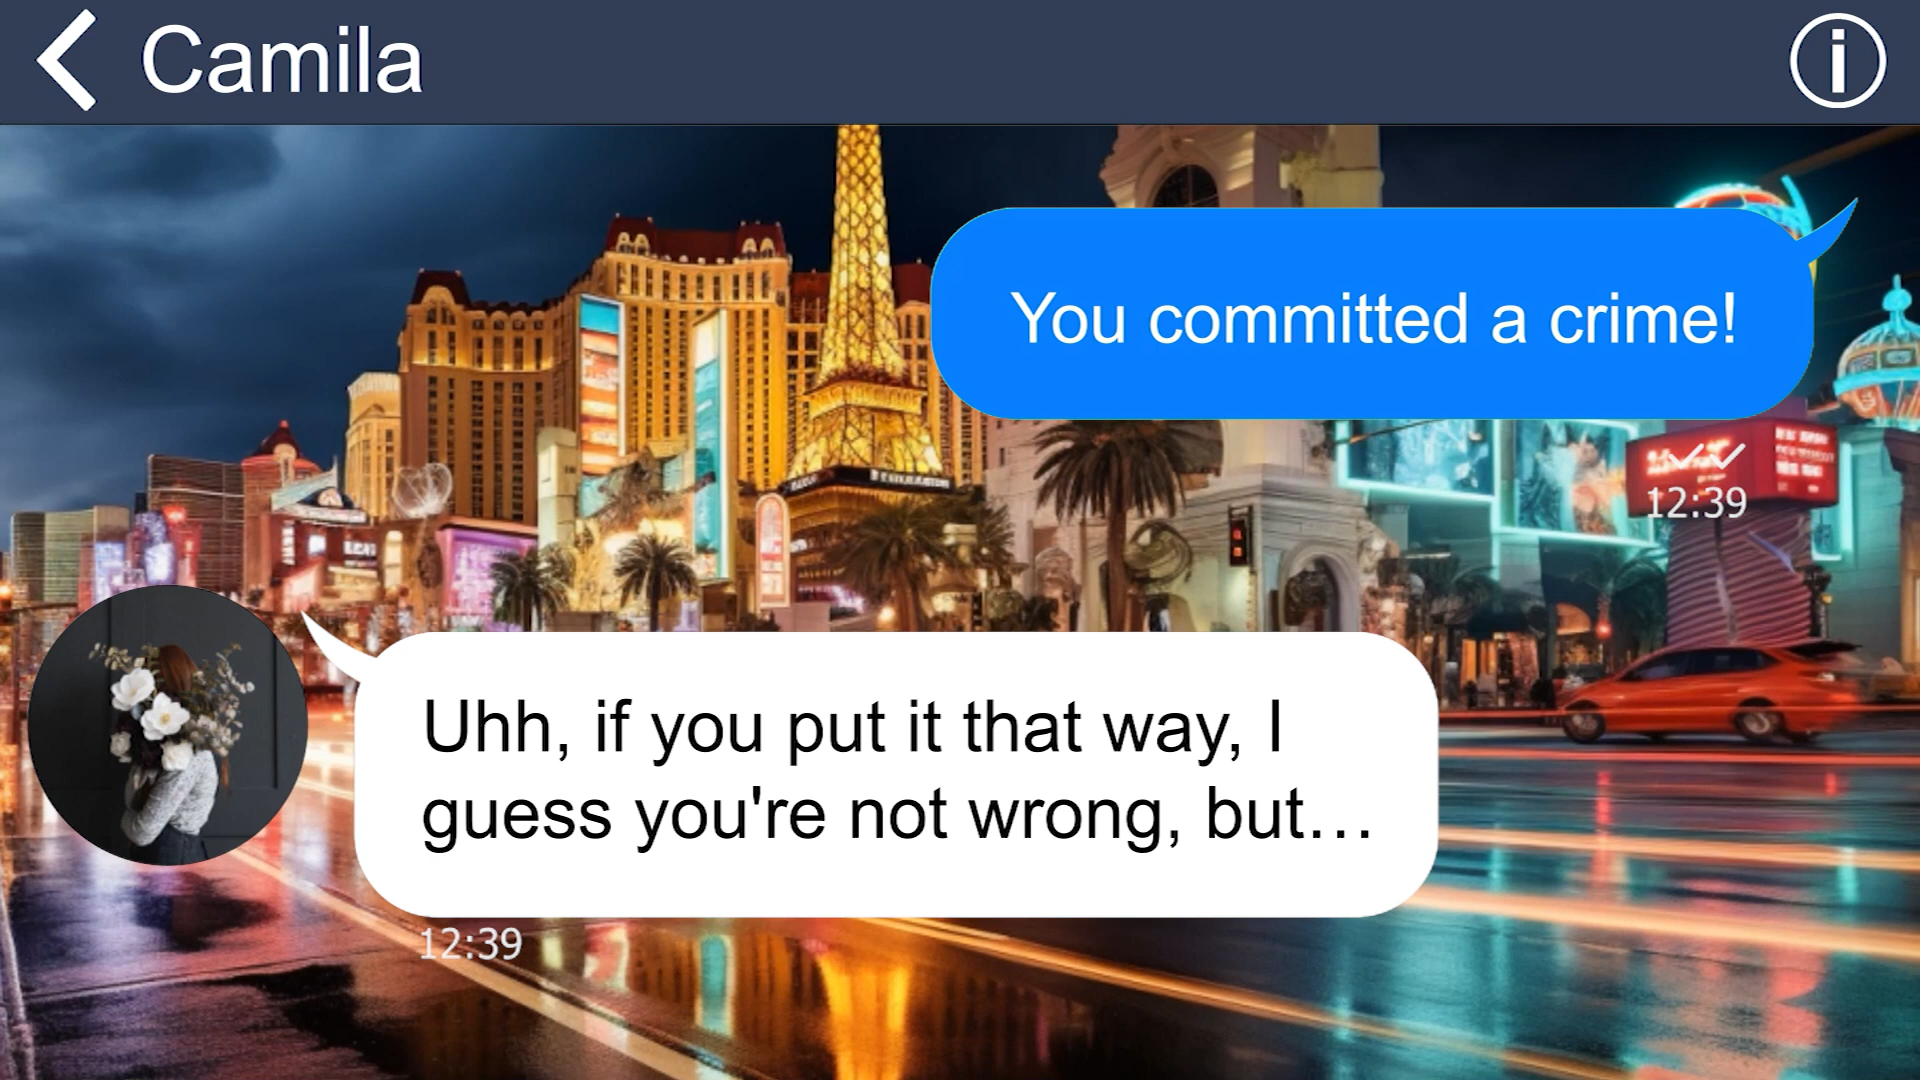 Camila
You committed a crime!
12:39
Uhh, if you put it that way, I
guess you're not wrong, but...
12:39